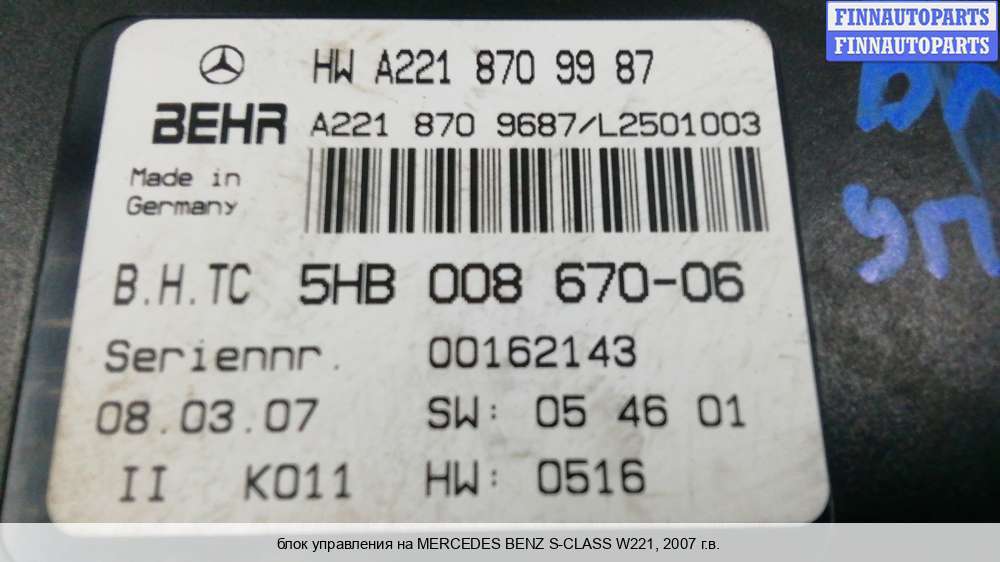 FINNAUTOPARTS
FINNAUTOPARTS
HW A221 870 99 87
BEHR A221 870 9687/L2501003
Made in
Germany
B.H.TC 5HB 008 670-06
Seriennr. 00162143
08.03.07 SW: 05 46 01
II K011 HW: 0516
блок управления на MERCEDES BENZ S-CLASS W221, 2007 г.в.